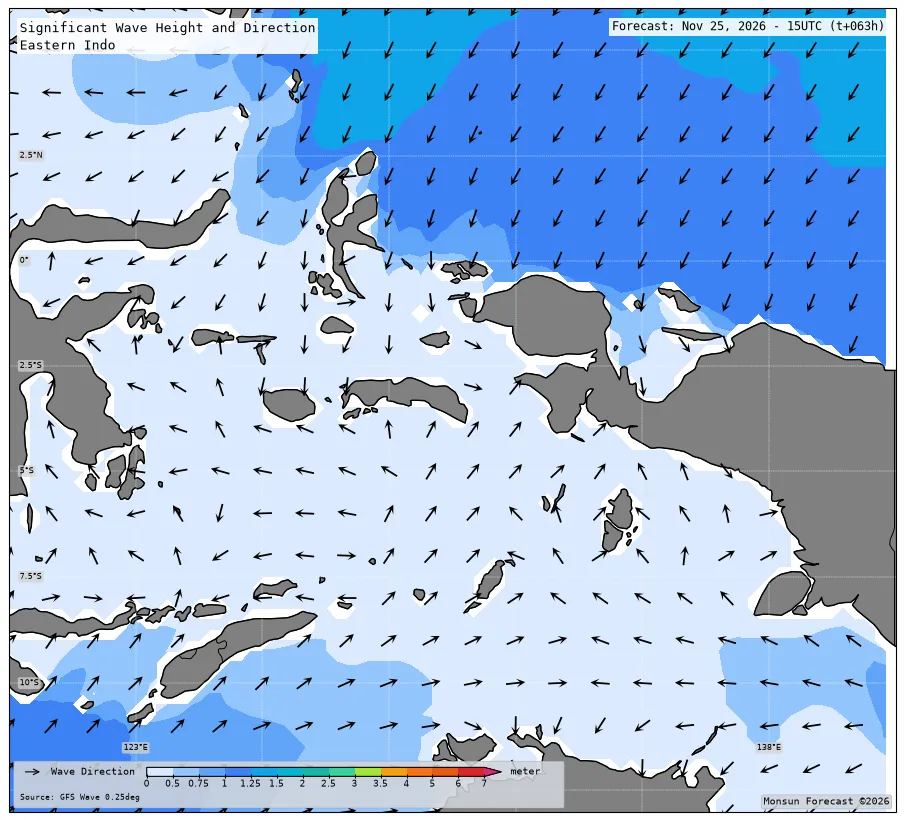 Significant Wave Height and Direction
Eastern Indo
Forecast: Nov 25, 2026 - 15UTC (t+063h)
2.5°N
0°
2.5°S
5°S
7.5°S
10°S
123°E
138°E
Wave Direction
meter
0 0.5 0.75 1 1.25 1.5 2 2.5 3 3.5 4 5 6 7
Source: GFS Wave 0.25deg
Monsun Forecast ©2026